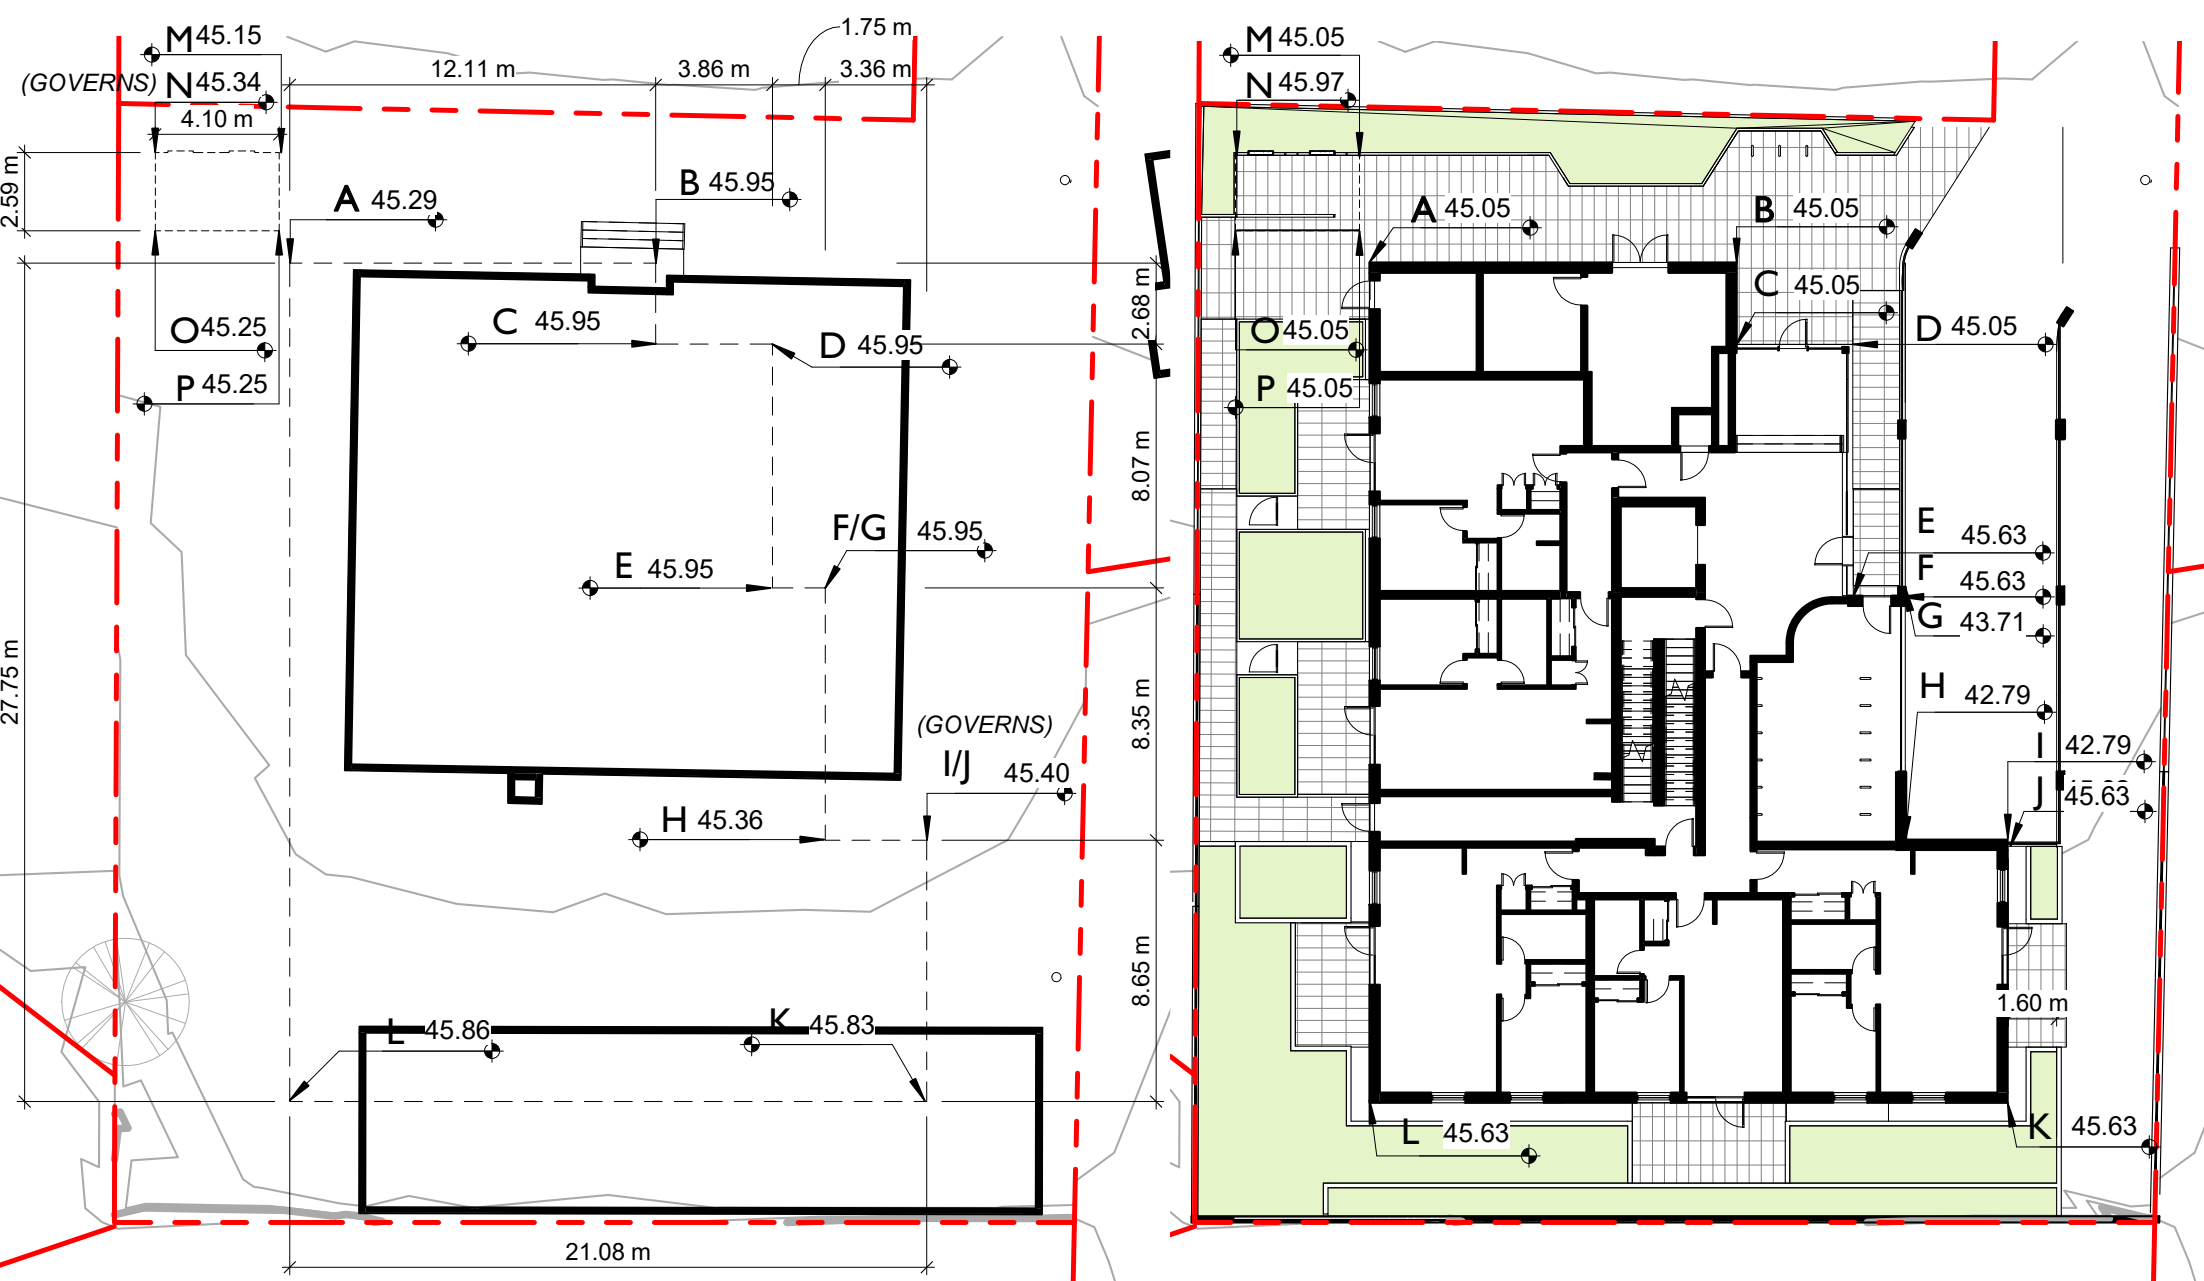 M 45.15
(GOVERNS) N 45.34
4.10 m
12.11 m
3.86 m
1.75 m
3.36 m
2.59 m
A 45.29
B 45.95
C 45.95
D 45.95
2.68 m
O 45.25
P 45.25
8.07 m
F/G 45.95
E 45.95
27.75 m
8.35 m
(GOVERNS)
I/J 45.40
H 45.36
8.65 m
L 45.86
K 45.83
21.08 m
M 45.05
N 45.97
A 45.05
B 45.05
C 45.05
D 45.05
O 45.05
P 45.05
E 45.63
F 45.63
G 43.71
H 42.79
I 42.79
J 45.63
1.60 m
L 45.63
K 45.63